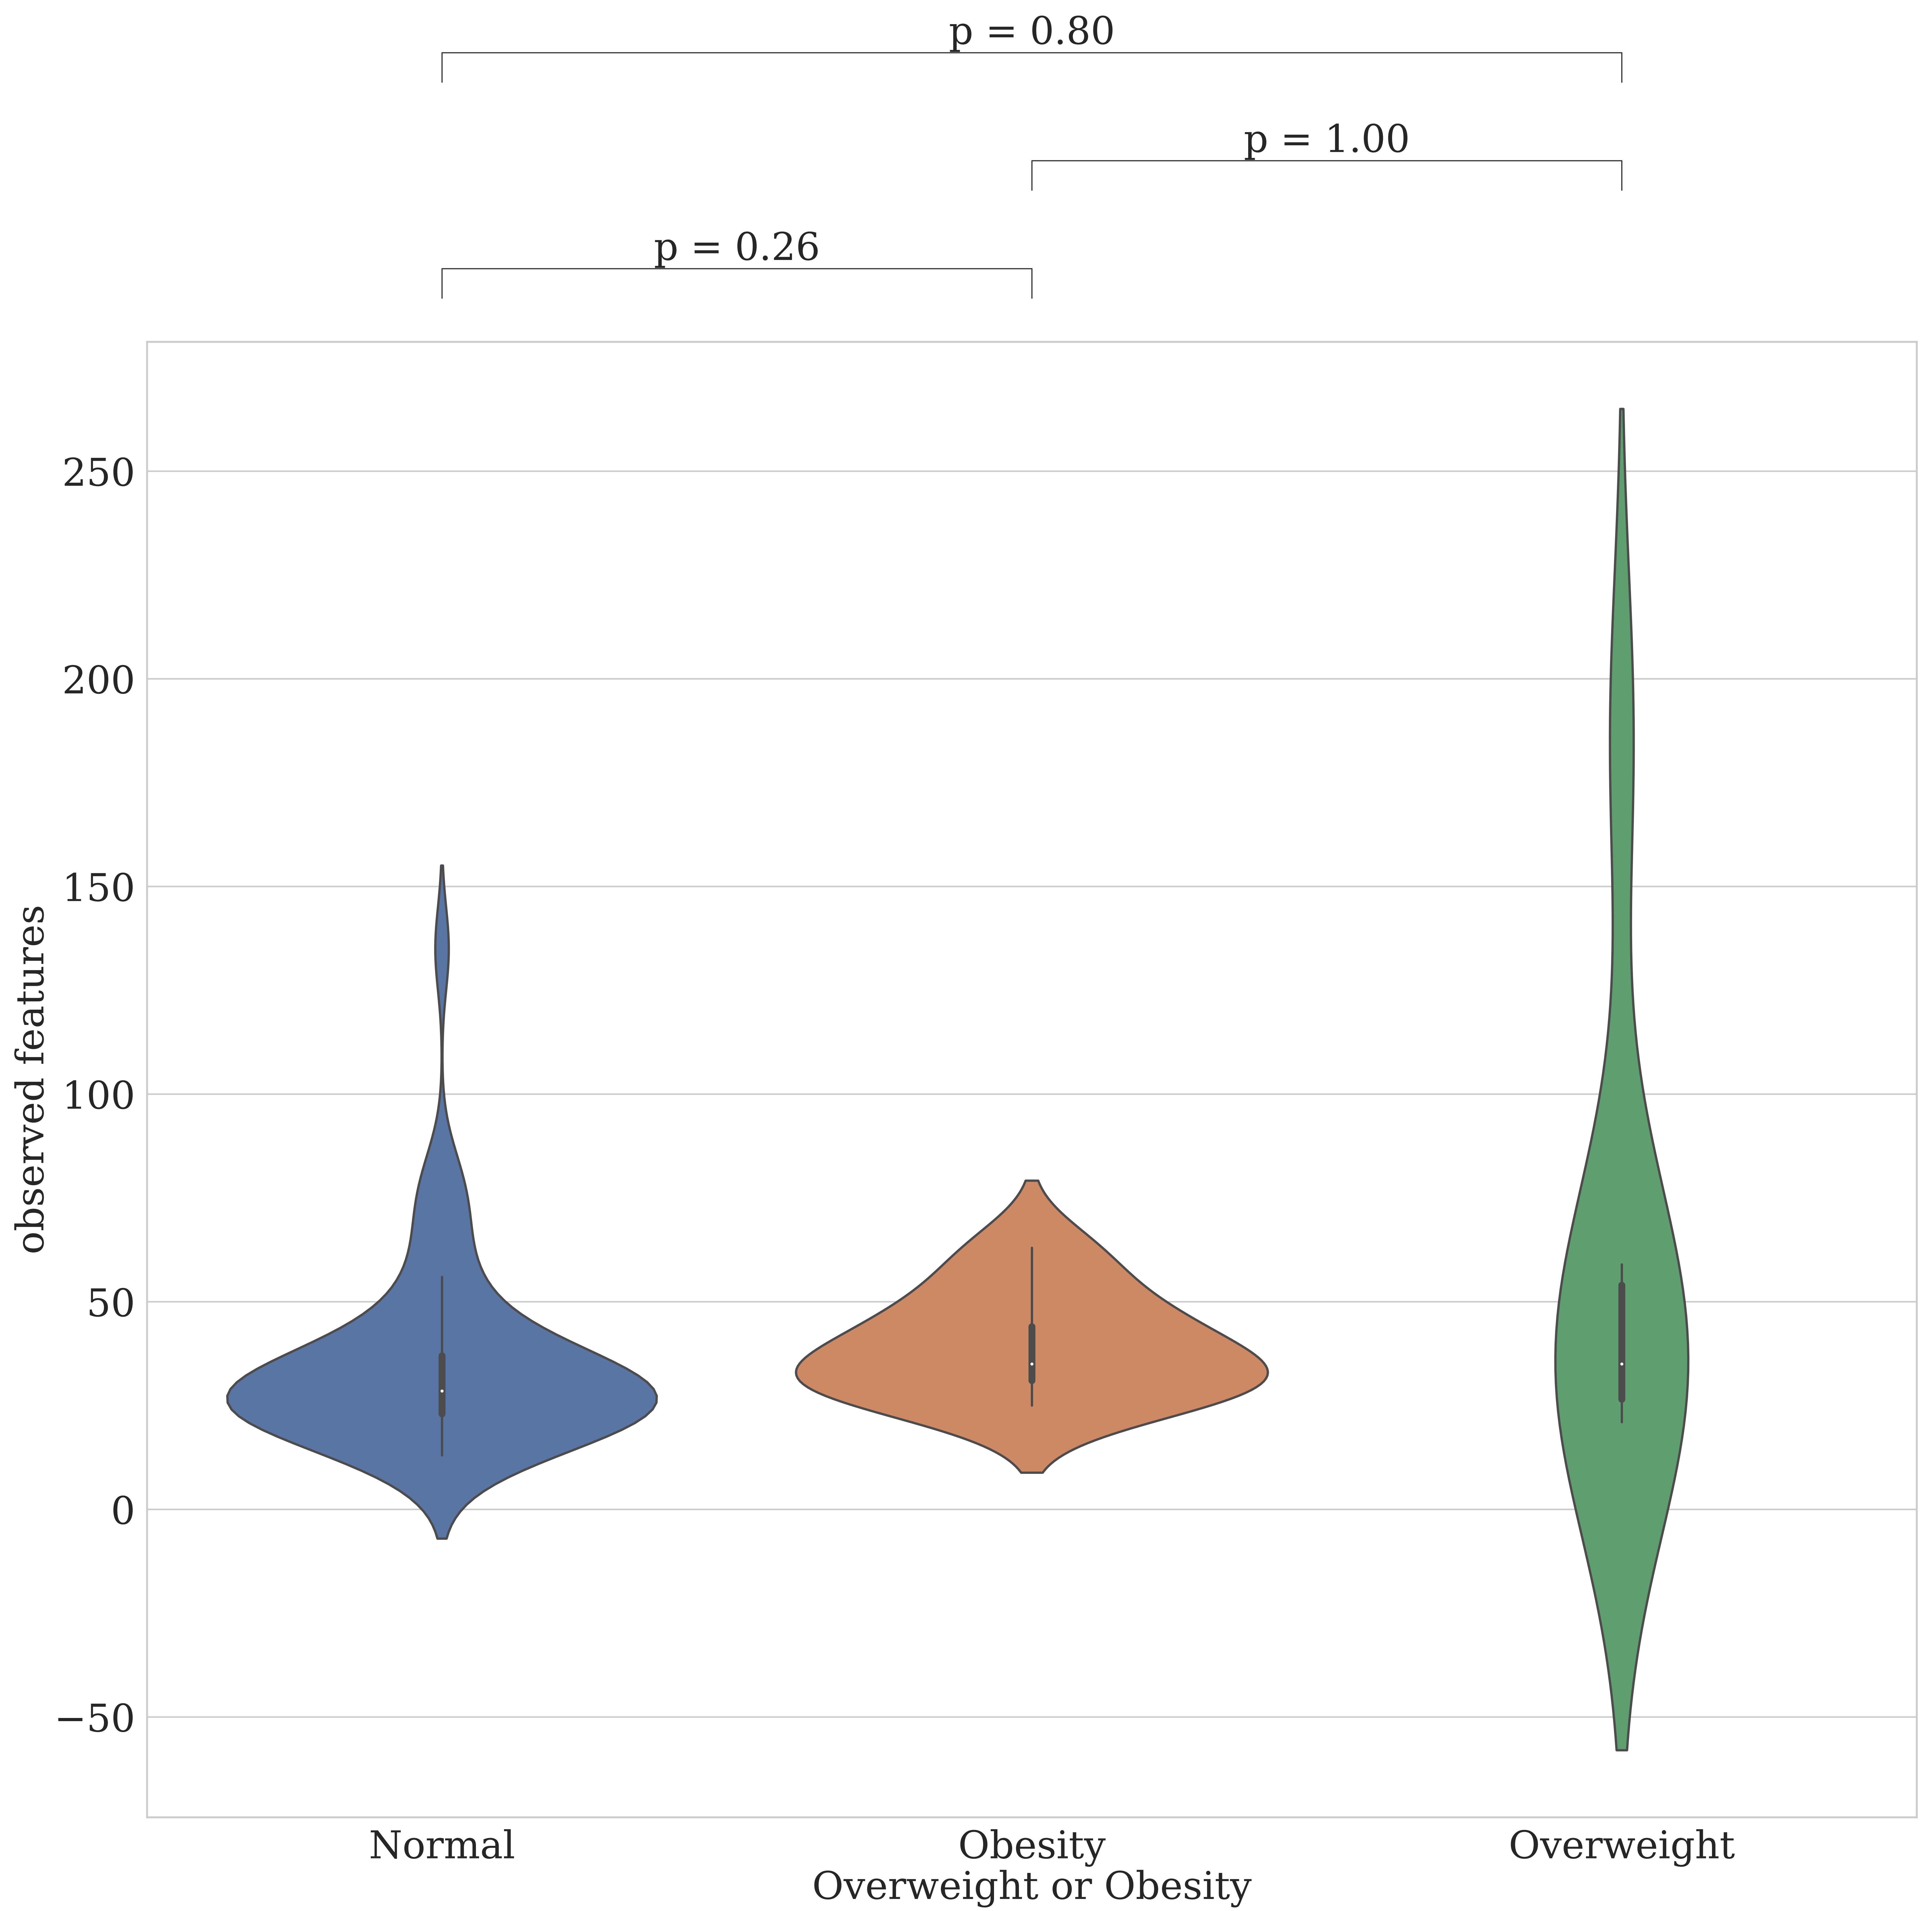 p = 0.80
p = 1.00
p = 0.26
observed features
250
200
150
100
50
0
−50
Normal
Obesity
Overweight
Overweight or Obesity